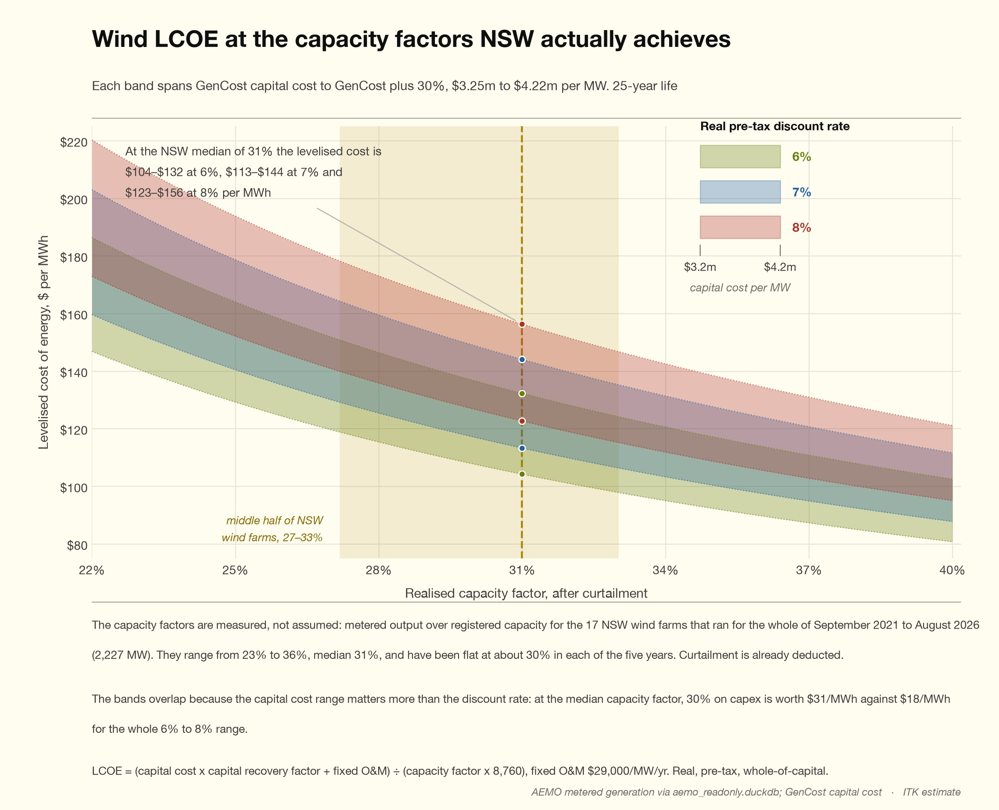 Wind LCOE at the capacity factors NSW actually achieves
Each band spans GenCost capital cost to GenCost plus 30%, $3.25m to $4.22m per MW. 25-year life
Real pre-tax discount rate
6%
7%
8%
$3.2m $4.2m
capital cost per MW
At the NSW median of 31% the levelised cost is
$104–$132 at 6%, $113–$144 at 7% and
$123–$156 at 8% per MWh
Levelised cost of energy, $ per MWh
$220
$200
$180
$160
$140
$120
$100
$80
middle half of NSW
wind farms, 27–33%
22% 25% 28% 31% 34% 37% 40%
Realised capacity factor, after curtailment
The capacity factors are measured, not assumed: metered output over registered capacity for the 17 NSW wind farms that ran for the whole of September 2021 to August 2026
(2,227 MW). They range from 23% to 36%, median 31%, and have been flat at about 30% in each of the five years. Curtailment is already deducted.
The bands overlap because the capital cost range matters more than the discount rate: at the median capacity factor, 30% on capex is worth $31/MWh against $18/MWh
for the whole 6% to 8% range.
LCOE = (capital cost x capital recovery factor + fixed O&M) ÷ (capacity factor x 8,760), fixed O&M $29,000/MW/yr. Real, pre-tax, whole-of-capital.
AEMO metered generation via aemo_readonly.duckdb; GenCost capital cost · ITK estimate